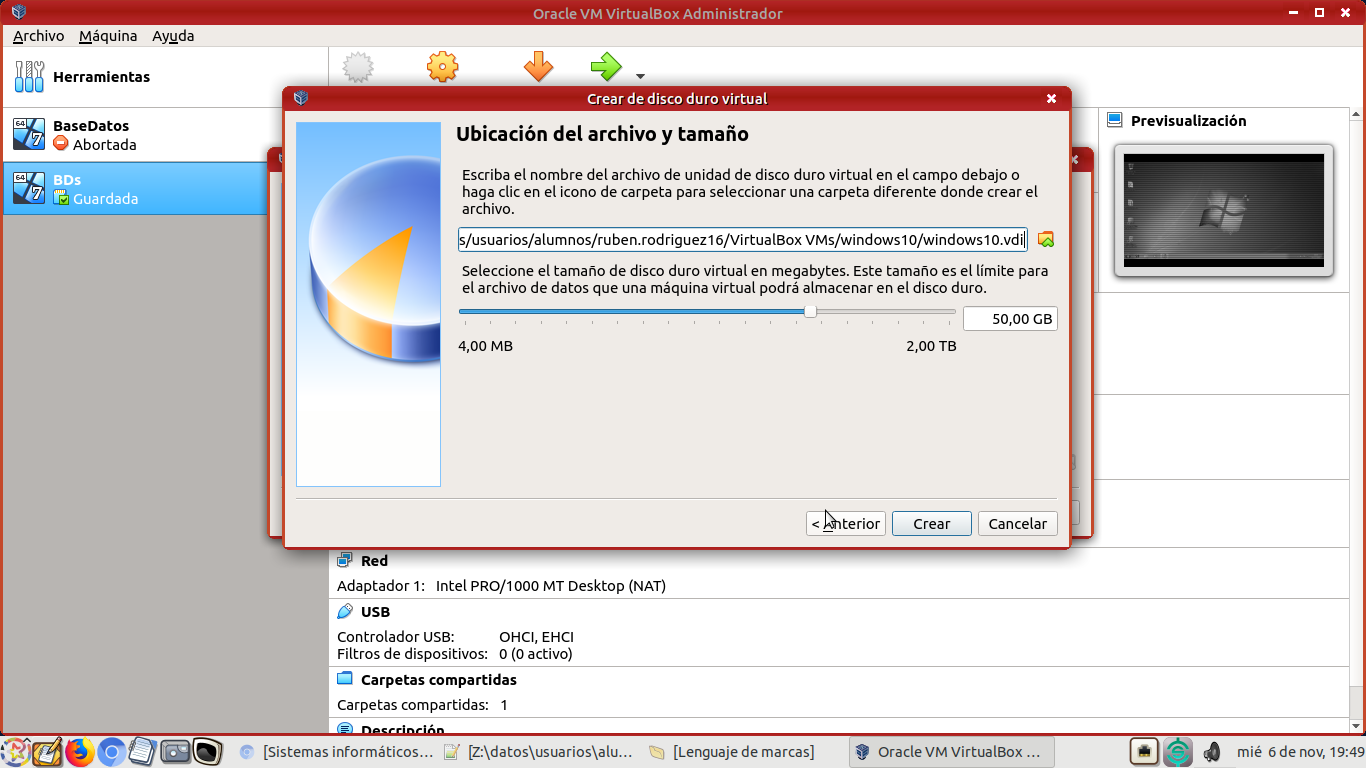 Oracle VM VirtualBox Administrador
Archivo Máquina Ayuda
Herramientas
BaseDatos
Abortada
BDs
Guardada
Previsualización
Crear de disco duro virtual
Ubicación del archivo y tamaño
Escriba el nombre del archivo de unidad de disco duro virtual en el campo debajo o
haga clic en el icono de carpeta para seleccionar una carpeta diferente donde crear el
archivo.
s/usuarios/alumnos/ruben.rodriguez16/VirtualBox VMs/windows10/windows10.vdi
Seleccione el tamaño de disco duro virtual en megabytes. Este tamaño es el límite para
el archivo de datos que una máquina virtual podrá almacenar en el disco duro.
50,00 GB
4,00 MB 2,00 TB
< Anterior Crear Cancelar
Red
Adaptador 1: Intel PRO/1000 MT Desktop (NAT)
USB
Controlador USB: OHCI, EHCI
Filtros de dispositivos: 0 (0 activo)
Carpetas compartidas
Carpetas compartidas: 1
Descripción
[Sistemas informáticos... [Z:\datos\usuarios\alu... [Lenguaje de marcas] Oracle VM VirtualBox ... mié 6 de nov, 19:49